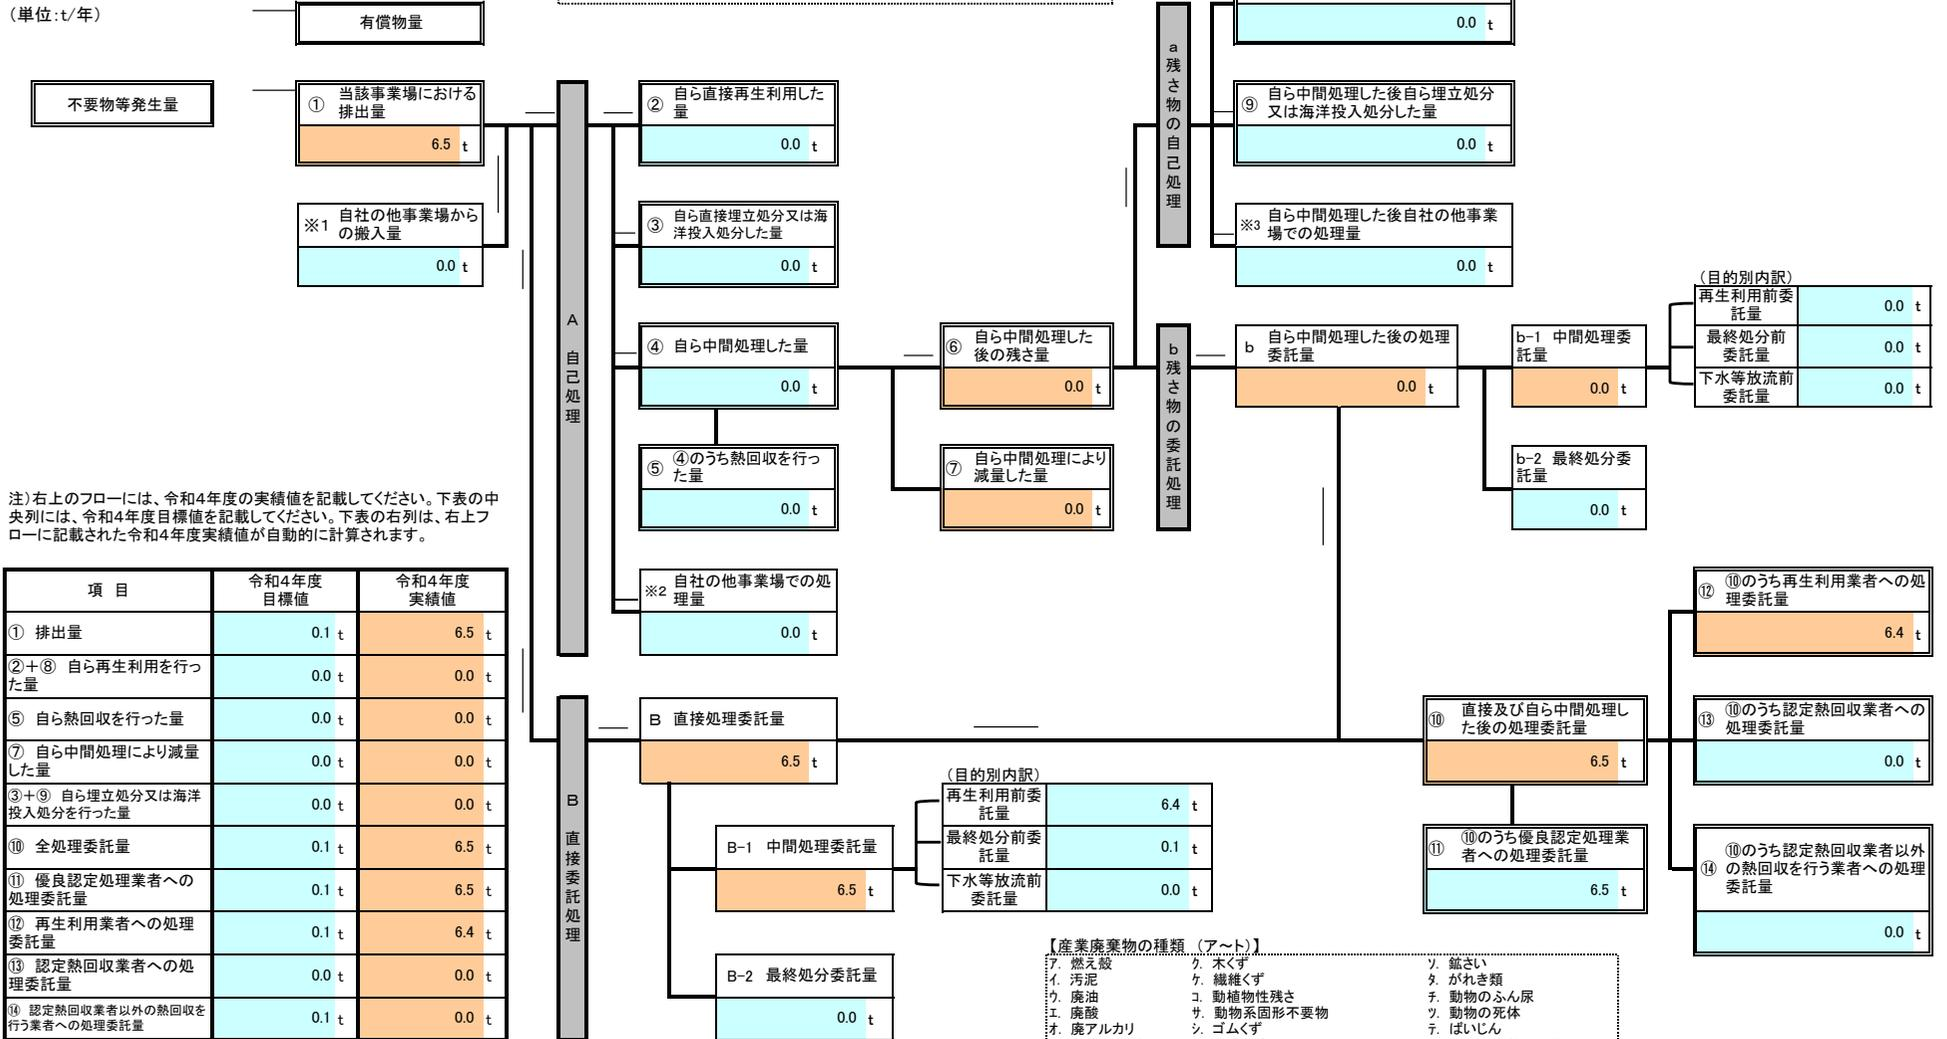 (単位:t/年)
有償物量
0.0 t
不要物等発生量
① 当該事業場における
排出量
6.5 t
※1 自社の他事業場から
の搬入量
0.0 t
A 自己処理
② 自ら直接再生利用した
量
0.0 t
③ 自ら直接埋立処分又は海
洋投入処分した量
0.0 t
④ 自ら中間処理した量
0.0 t
⑤ ④のうち熱回収を行っ
た量
0.0 t
※2 自社の他事業場での処
理量
0.0 t
⑥ 自ら中間処理した
後の残さ量
0.0 t
⑦ 自ら中間処理により
減量した量
0.0 t
a残さ物の自己処理
⑨ 自ら中間処理した後自ら埋立処分
又は海洋投入処分した量
0.0 t
※3 自ら中間処理した後自社の他事業
場での処理量
0.0 t
b残さ物の委託処理
b 自ら中間処理した後の処理
委託量
0.0 t
b-1 中間処理委
託量
0.0 t
b-2 最終処分委
託量
0.0 t
(目的別内訳)
再生利用前委
託量
0.0 t
最終処分前
委託量
0.0 t
下水等放流前
委託量
0.0 t
注)右上のフローには、令和4年度の実績値を記載してください。下表の中
央列には、令和4年度目標値を記載してください。下表の右列は、右上フ
ローに記載された令和4年度実績値が自動的に計算されます。
項 目
令和4年度
目標値
令和4年度
実績値
① 排出量 0.1 t 6.5 t
②+⑧ 自ら再生利用を行っ
た量
0.0 t 0.0 t
⑤ 自ら熱回収を行った量 0.0 t 0.0 t
⑦ 自ら中間処理により減量
した量
0.0 t 0.0 t
③+⑨ 自ら埋立処分又は海洋
投入処分を行った量
0.0 t 0.0 t
⑩ 全処理委託量 0.1 t 6.5 t
⑪ 優良認定処理業者への
処理委託量
0.1 t 6.5 t
⑫ 再生利用業者への処理
委託量
0.1 t 6.4 t
⑬ 認定熱回収業者への処
理委託量
0.0 t 0.0 t
⑭ 認定熱回収業者以外の熱回収を
行う業者への処理委託量
0.1 t 0.0 t
B 直接委託処理
B 直接処理委託量
6.5 t
B-1 中間処理委託量
6.5 t
B-2 最終処分委託量
0.0 t
(目的別内訳)
再生利用前委
託量
6.4 t
最終処分前委
託量
0.1 t
下水等放流前
委託量
0.0 t
⑩ 直接及び自ら中間処理し
た後の処理委託量
6.5 t
⑪ ⑩のうち優良認定処理業
者への処理委託量
6.5 t
⑫ ⑩のうち再生利用業者への処
理委託量
6.4 t
⑬ ⑩のうち認定熱回収業者への
処理委託量
0.0 t
⑭ ⑩のうち認定熱回収業者以外
の熱回収を行う業者への処理
委託量
0.0 t
【産業廃棄物の種類 (ア~ト)】
ア. 燃え殻
イ. 汚泥
ウ. 廃油
エ. 廃酸
オ. 廃アルカリ
ク. 木くず
ケ. 繊維くず
コ. 動植物性残さ
サ. 動物系固形不要物
シ. ゴムくず
ソ. 鉱さい
タ. がれき類
チ. 動物のふん尿
ツ. 動物の死体
テ. ばいじん